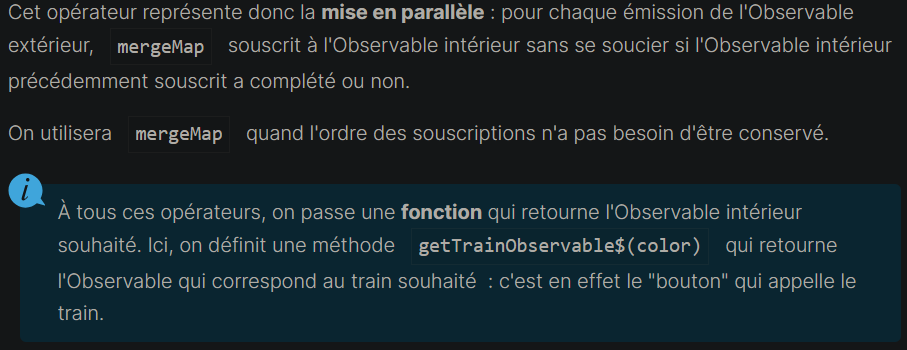 Cet opérateur représente donc la mise en parallèle : pour chaque émission de l'Observable
extérieur, mergeMap souscrit à l'Observable intérieur sans se soucier si l'Observable intérieur
précédemment souscrit a complété ou non.
On utilisera mergeMap quand l'ordre des souscriptions n'a pas besoin d'être conservé.
i
À tous ces opérateurs, on passe une fonction qui retourne l'Observable intérieur
souhaité. Ici, on définit une méthode getTrainObservable$(color) qui retourne
l'Observable qui correspond au train souhaité : c'est en effet le "bouton" qui appelle le
train.